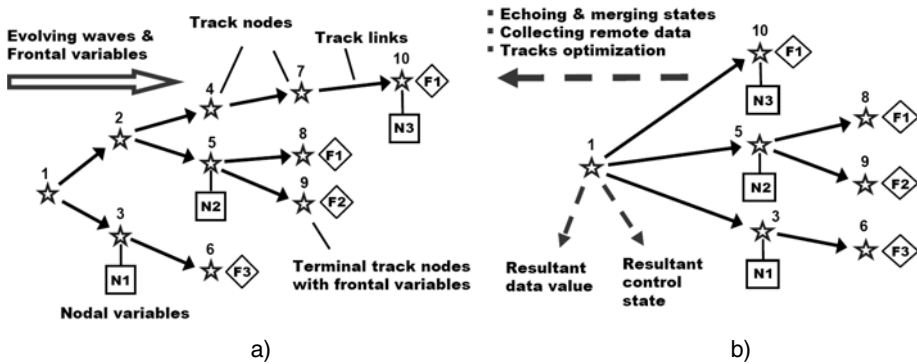 Evolving waves &
Frontal variables
Track nodes
Track links
1
2
3
4
5
6
7
8
9
10
F1
N3
F1
F2
N2
F3
N1
Terminal track nodes
with frontal variables
Nodal variables
a)
Echoing & merging states
Collecting remote data
Tracks optimization
10
F1
N3
1
5
8
F1
9
F2
N2
3
6
F3
N1
Resultant
data value
Resultant
control
state
b)